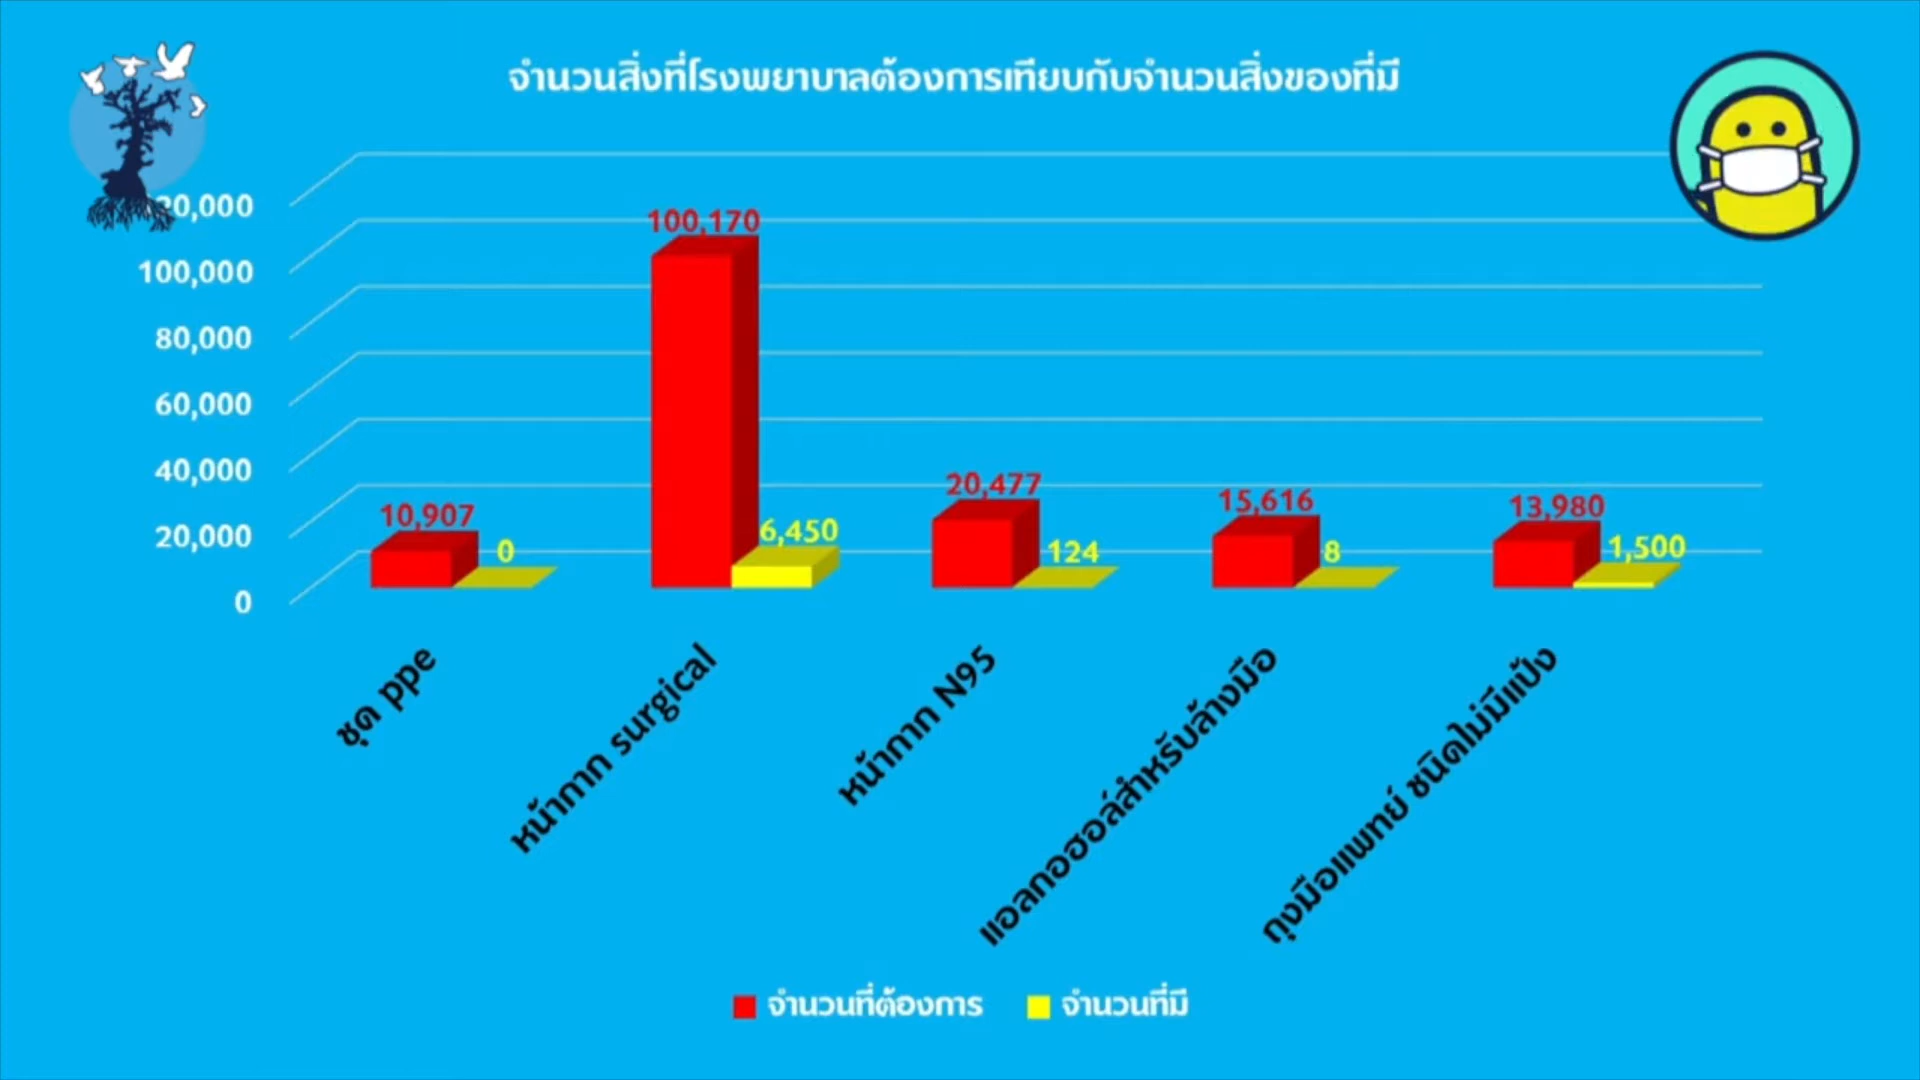 จำนวนสิ่งที่โรงพยาบาลต้องการเทียบกับจำนวนสิ่งของที่มี
20,000
100,000
80,000
60,000
40,000
20,000
0
10,907
0
100,170
6,450
20,477
124
15,616
8
13,980
1,500
ชุด ppe
หน้ากาก surgical
หน้ากาก N95
แอลกอฮอล์สำหรับล้างมือ
ถุงมือแพทย์ ชนิดไม่มีแป้ง
จำนวนที่ต้องการ
จำนวนที่มี